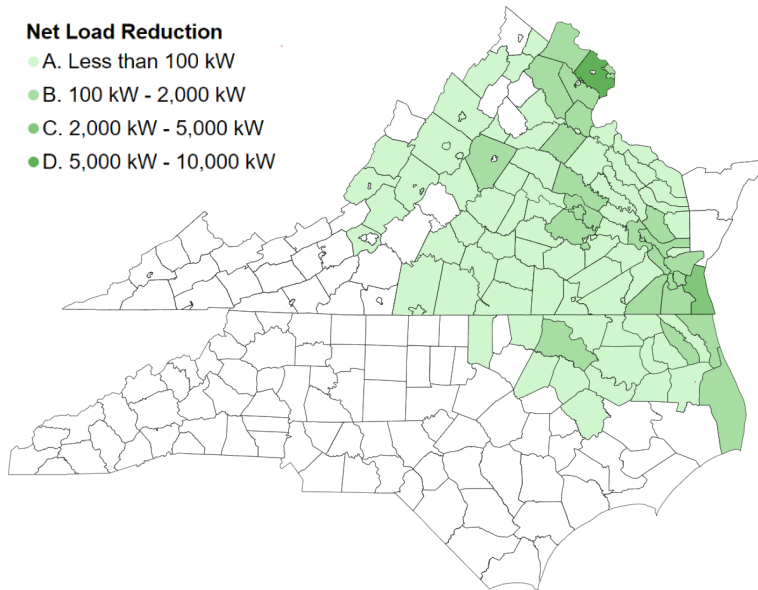 Net Load Reduction
A. Less than 100 kW
B. 100 kW - 2,000 kW
C. 2,000 kW - 5,000 kW
D. 5,000 kW - 10,000 kW